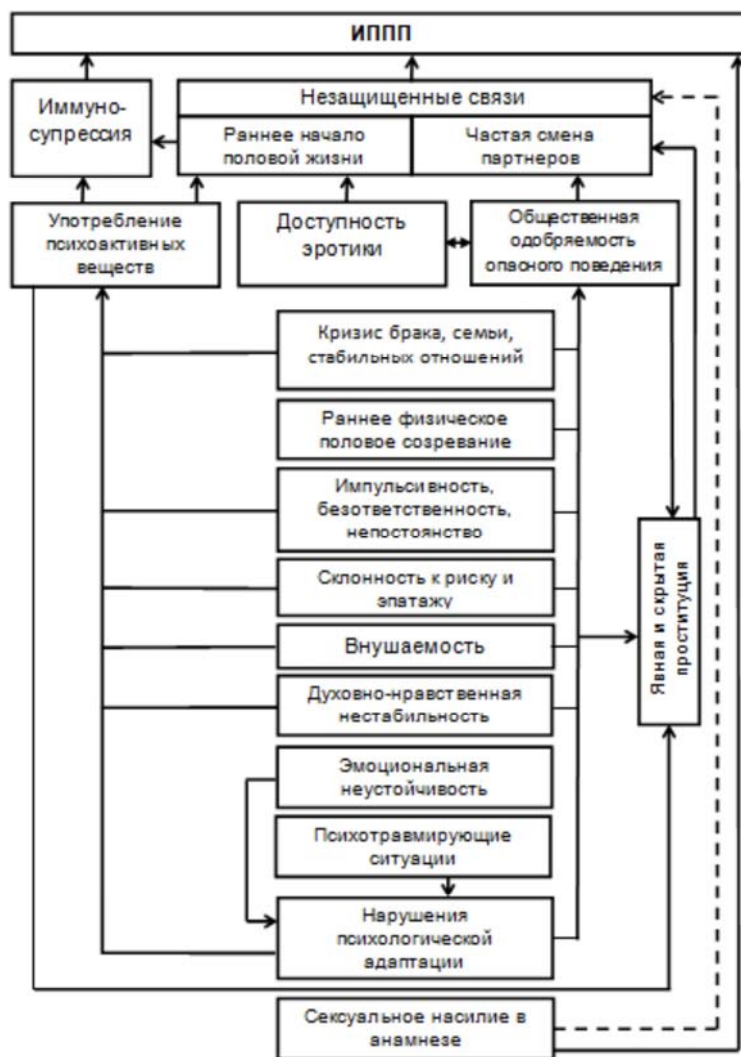 ИППП
Иммуно-
супрессия
Незащищенные связи
Раннее начало
половой жизни
Частая смена
партнеров
Употребление
психоактивных
веществ
Доступность
эротики
Общественная
одобряемость
опасного поведения
Кризис брака, семьи,
стабильных отношений
Раннее физическое
половое созревание
Импульсивность,
безответственность,
непостоянство
Склонность к риску и
эпатажу
Внушаемость
Духовно-нравственная
нестабильность
Эмоциональная
неустойчивость
Психотравмирующие
ситуации
Нарушения
психологической
адаптации
Сексуальное насилие в
анамнезе
Явная и скрытая
проституция